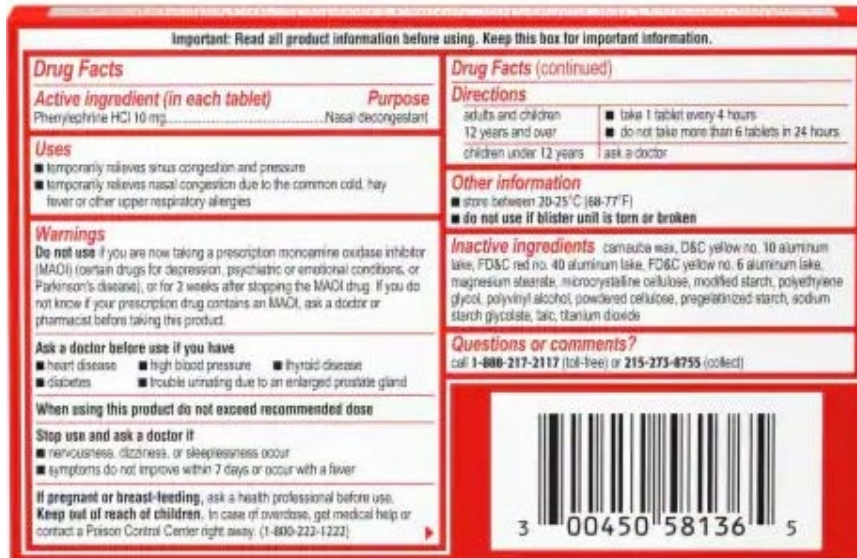 Important: Read all product information before using. Keep this box for important information.
Drug Facts
Active ingredient (in each tablet) Purpose
Phenylephrine HCl 10 mg Nasal decongestant
Uses
■ temporarily relieves sinus congestion and pressure
■ temporarily relieves nasal congestion due to the common cold, hay
fever or other upper respiratory allergies
Warnings
Do not use if you are now taking a prescription monoamine oxidase inhibitor
(MAOI) (certain drugs for depression, psychiatric or emotional conditions, or
Parkinson's disease), or for 2 weeks after stopping the MAOI drug. If you do
not know if your prescription drug contains an MAOI, ask a doctor or
pharmacist before taking this product.
Ask a doctor before use if you have
■ heart disease ■ high blood pressure ■ thyroid disease
■ diabetes ■ trouble urinating due to an enlarged prostate gland
When using this product do not exceed recommended dose
Stop use and ask a doctor if
■ nervousness, dizziness, or sleeplessness occur
■ symptoms do not improve within 7 days or occur with a fever
If pregnant or breast-feeding, ask a health professional before use.
Keep out of reach of children. In case of overdose, get medical help or
contact a Poison Control Center right away. (1-800-222-1222)
Drug Facts (continued)
Directions
adults and children ■ take 1 tablet every 4 hours
12 years and over ■ do not take more than 6 tablets in 24 hours
children under 12 years ask a doctor
Other information
■ store between 20-25°C (68-77°F)
■ do not use if blister unit is torn or broken
Inactive ingredients carnauba wax, D&C yellow no. 10 aluminum
lake, FD&C red no. 40 aluminum lake, FD&C yellow no. 6 aluminum lake,
magnesium stearate, microcrystalline cellulose, modified starch, polyethylene
glycol, polyvinyl alcohol, powdered cellulose, pregelatinized starch, sodium
starch glycolate, talc, titanium dioxide
Questions or comments?
call 1-888-217-2117 (toll-free) or 215-273-8755 (collect)
3 00450 58136 5